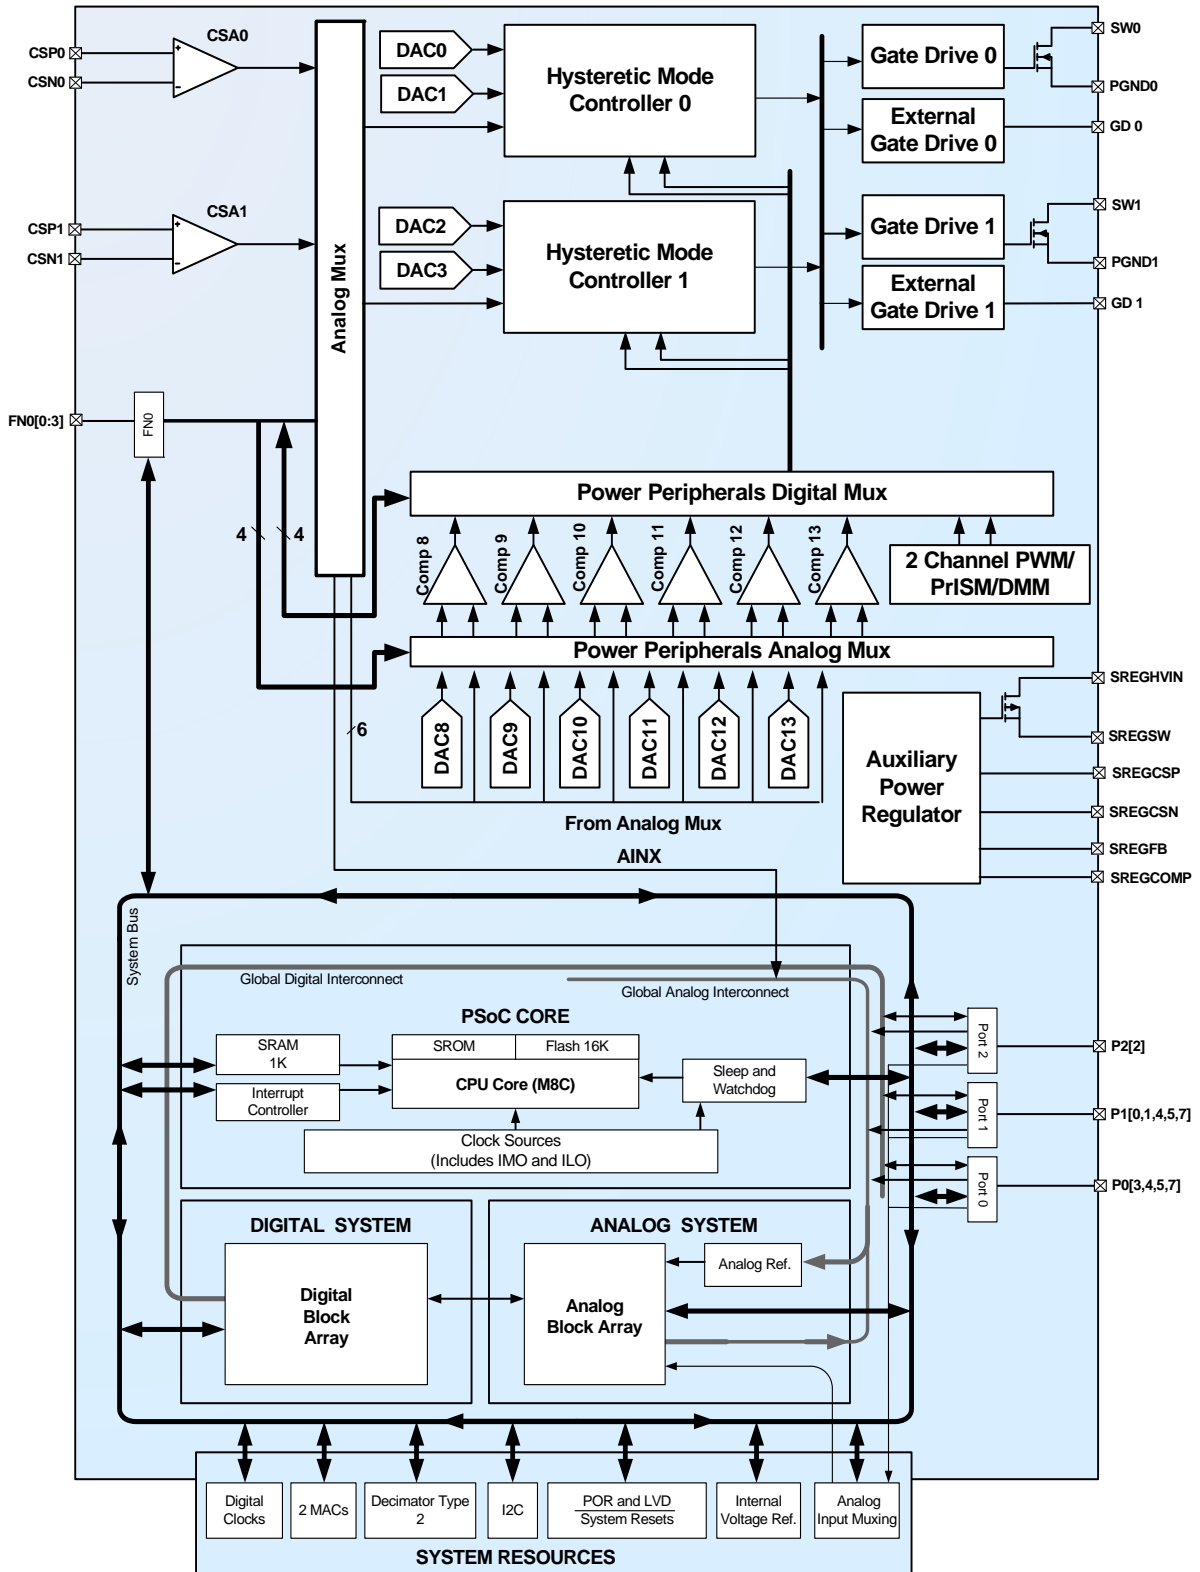 CSP0
CSN0
CSA0
CSP1
CSN1
CSA1
FN0[0:3]
FN0
Analog Mux
DAC0
DAC1
Hysteretic Mode
Controller 0
DAC2
DAC3
Hysteretic Mode
Controller 1
Gate Drive 0
External
Gate Drive 0
Gate Drive 1
External
Gate Drive 1
SW0
PGND0
GD 0
SW1
PGND1
GD 1
4
4
Power Peripherals Digital Mux
Comp 8
Comp 9
Comp 10
Comp 11
Comp 12
Comp 13
2 Channel PWM/
PrISM/DMM
Power Peripherals Analog Mux
6
DAC8
DAC9
DAC10
DAC11
DAC12
DAC13
From Analog Mux
AINX
Auxiliary
Power
Regulator
SREGHVIN
SREGSW
SREGCSP
SREGCSN
SREGFB
SREGCOMP
System Bus
Global Digital Interconnect
Global Analog Interconnect
PSoC CORE
SRAM
1K
SROM
Flash 16K
CPU Core (M8C)
Interrupt
Controller
Sleep and
Watchdog
Clock Sources
(Includes IMO and ILO)
Port 2
Port 1
Port 0
P2[2]
P1[0,1,4,5,7]
P0[3,4,5,7]
DIGITAL SYSTEM
Digital
Block
Array
ANALOG SYSTEM
Analog
Block Array
Analog Ref.
Digital
Clocks
2 MACs
Decimator Type
2
I2C
POR and LVD
System Resets
Internal
Voltage Ref.
Analog
Input Muxing
SYSTEM RESOURCES